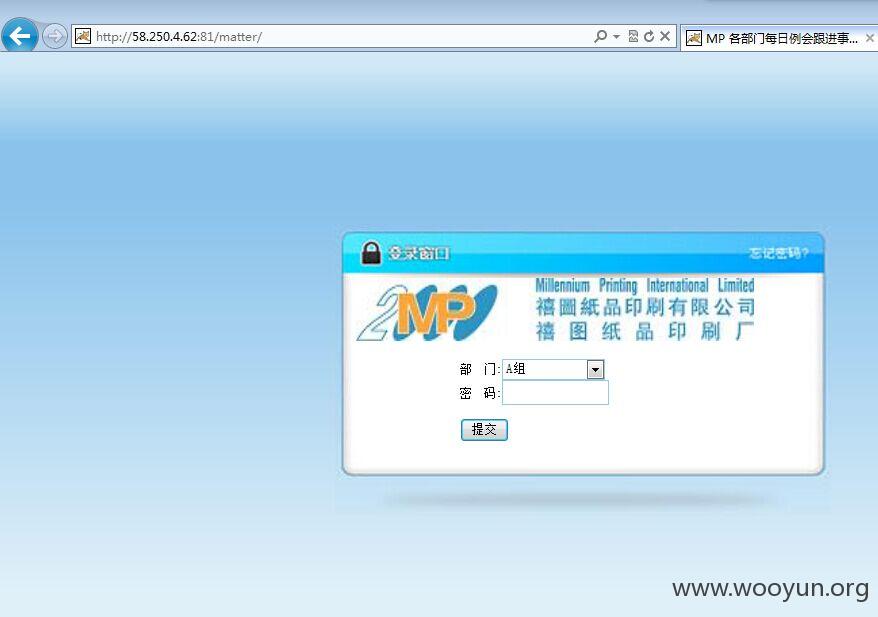 http://58.250.4.62:81/matter/
MP 各部门每日例会跟进事...
登录窗口
忘记密码?
2MP
Millennium Printing International Limited
禧圖紙品印刷有限公司
禧图纸品印刷厂
部 门: A组
密 码:
提交
www.wooyun.org